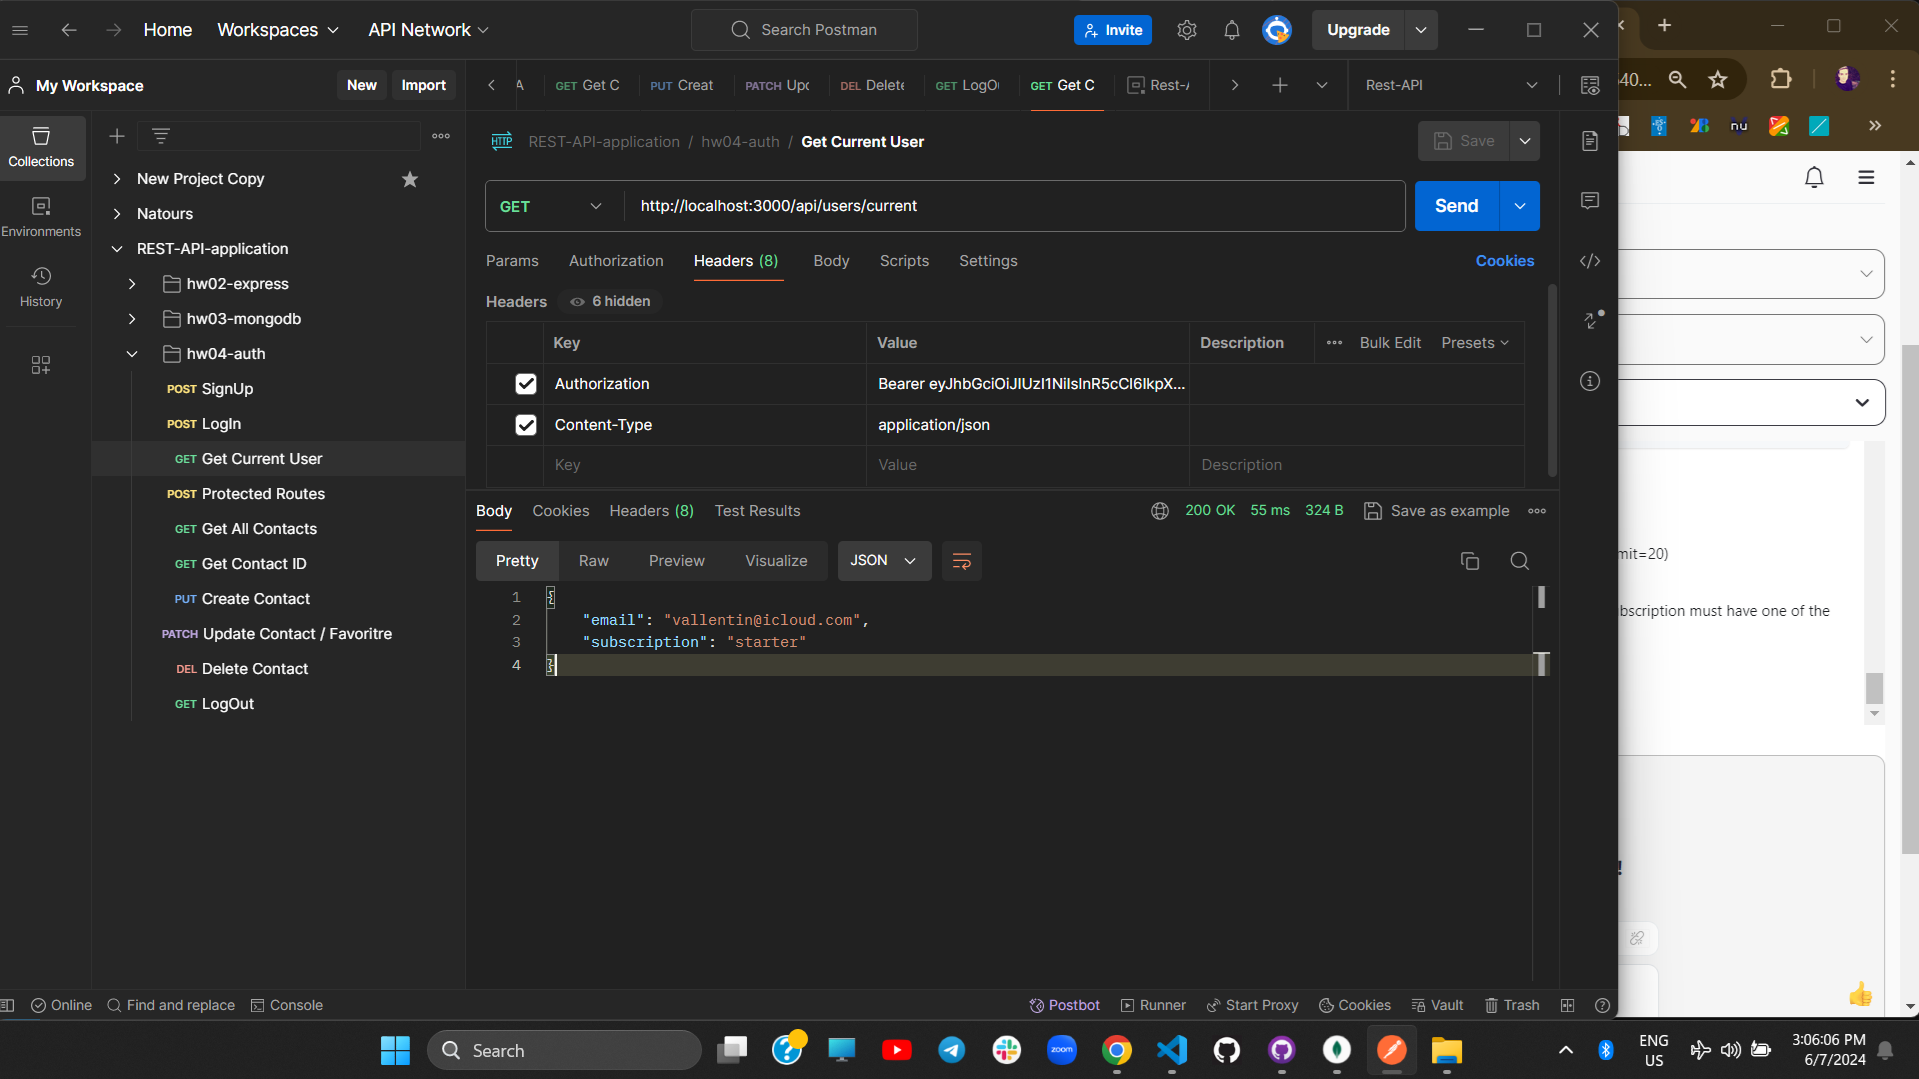 Home
Workspaces
API Network
Search Postman
Invite
Upgrade
My Workspace
New
Import
GET Get C
PUT Creat
PATCH Upc
DEL Delete
GET LogO
GET Get C
Rest-A
Rest-API
REST-API-application / hw04-auth / Get Current User
Save
GET
http://localhost:3000/api/users/current
Send
Params
Authorization
Headers (8)
Body
Scripts
Settings
Cookies
Headers
6 hidden
Key
Value
Description
Bulk Edit
Presets
Authorization
Content-Type
application/json
Key
Value
Description
Collections
Environments
History
New Project Copy
Natours
REST-API-application
hw02-express
hw03-mongodb
hw04-auth
POST SignUp
POST LogIn
GET Get Current User
POST Protected Routes
GET Get All Contacts
GET Get Contact ID
PUT Create Contact
PATCH Update Contact / Favoritre
DEL Delete Contact
GET LogOut
Body
Cookies
Headers (8)
Test Results
200 OK
55 ms
324 B
Save as example
Pretty
Raw
Preview
Visualize
JSON
1 {
2 "email": "vallentin@icloud.com",
3 "subscription": "starter"
4 }
40...
nu
mit=20)
bscription must have one of the
!
Online
Find and replace
Console
Postbot
Runner
Start Proxy
Cookies
Vault
Trash
Search
zoom
ENG
US
3:06:06 PM
6/7/2024